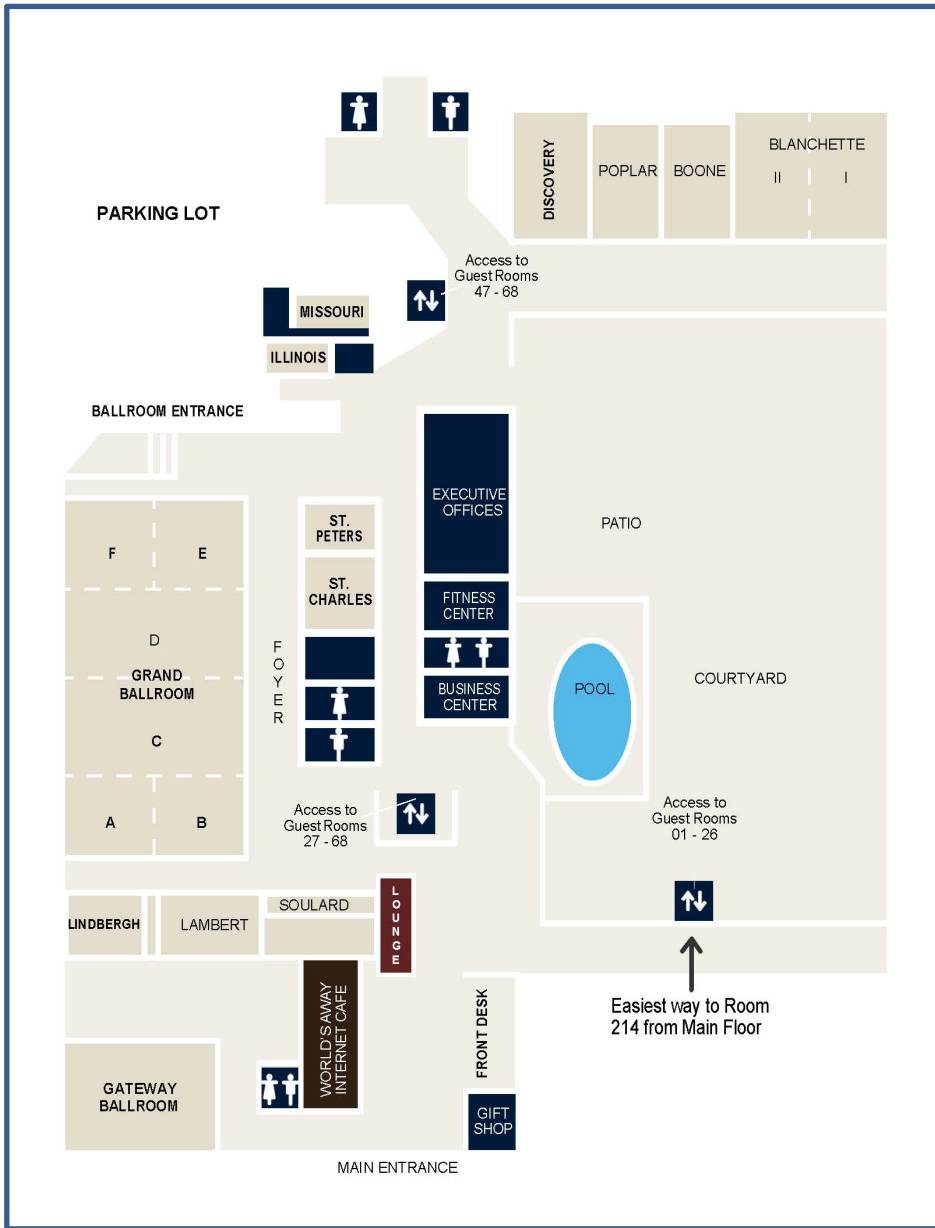 DISCOVERY
POPLAR
BOONE
BLANCHETTE
II
I
PARKING LOT
Access to
Guest Rooms
47 - 68
MISSOURI
ILLINOIS
BALLROOM ENTRANCE
EXECUTIVE
OFFICES
PATIO
ST.
PETERS
F
E
ST.
CHARLES
FITNESS
CENTER
D
FOYER
GRAND
BALLROOM
BUSINESS
CENTER
POOL
COURTYARD
C
A
B
Access to
Guest Rooms
27 - 68
Access to
Guest Rooms
01 - 26
LINDBERGH
LAMBERT
SOULARD
LOUNGE
WORLD'S AWAY
INTERNET CAFE
FRONT DESK
Easiest way to Room
214 from Main Floor
GATEWAY
BALLROOM
GIFT
SHOP
MAIN ENTRANCE